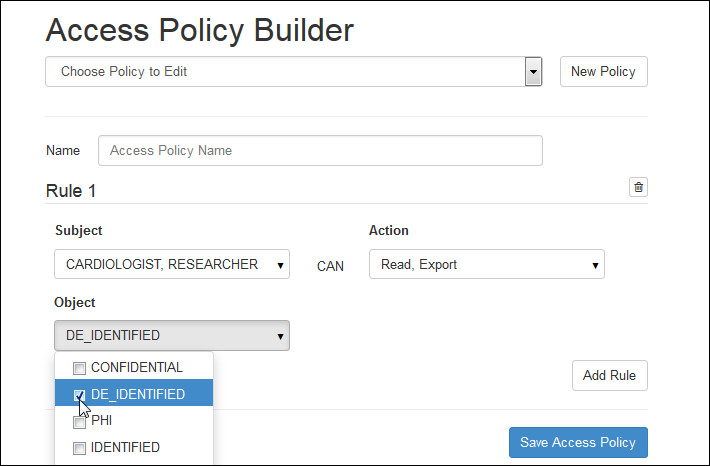 Access Policy Builder
Choose Policy to Edit
New Policy
Name
Access Policy Name
Rule 1
Subject
Action
CARDIOLOGIST, RESEARCHER
CAN
Read, Export
Object
DE_IDENTIFIED
CONFIDENTIAL
DE_IDENTIFIED
Add Rule
PHI
IDENTIFIED
Save Access Policy